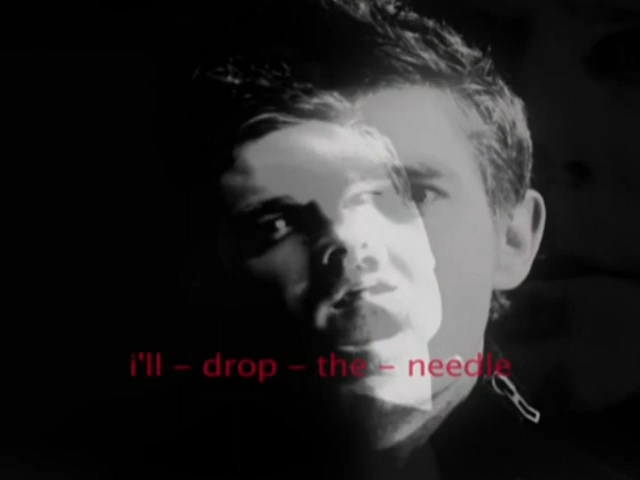 i'll – drop – the – needle